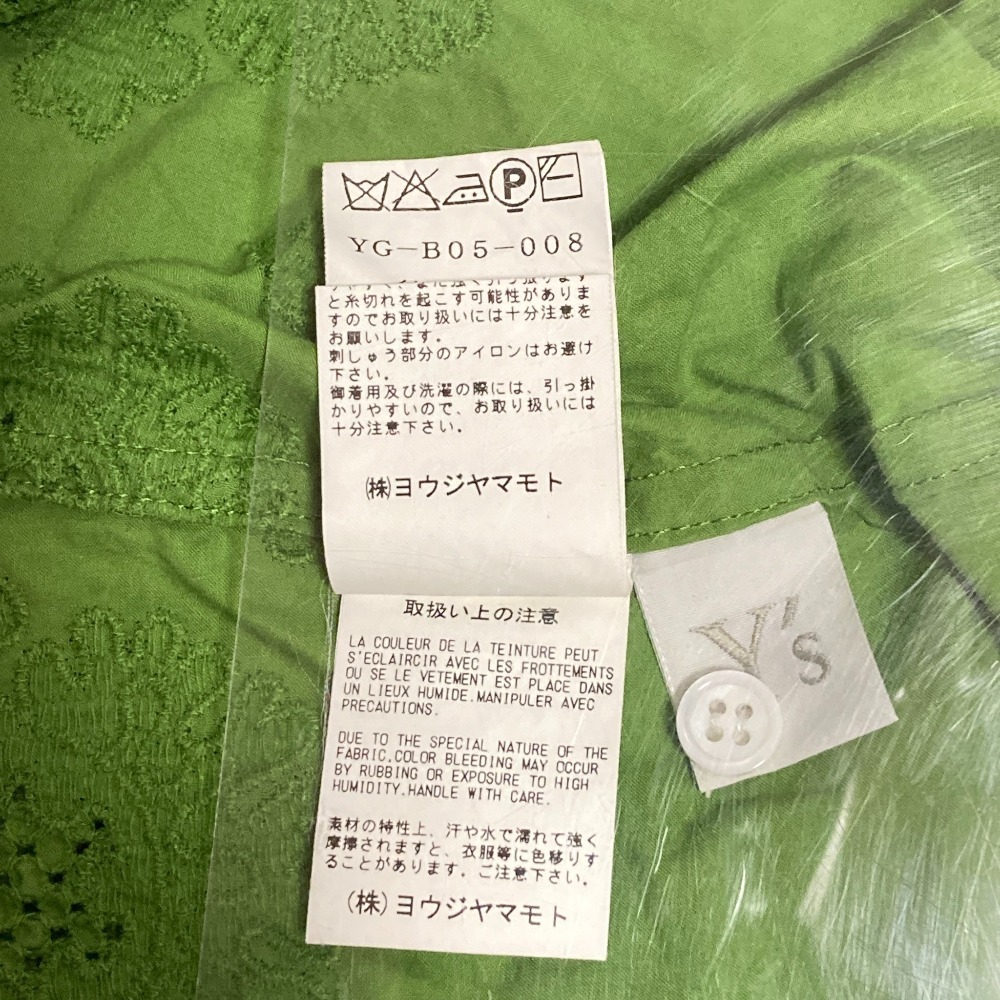 P
YG-B05-008
と糸切れを起こす可能性がありま
すのでお取り扱いには十分注意を
お願いします。
刺しゅう部分のアイロンはお避け
下さい。
御着用及び洗濯の際には、引っ掛
かりやすいので、お取り扱いには
十分注意下さい。
㈱ヨウジヤマモト
取扱い上の注意
LA COULEUR DE LA TEINTURE PEUT
S'ECLAIRCIR AVEC LES FROTTEMENTS
OU SE LE VETEMENT EST PLACE DANS
UN LIEUX HUMIDE.MANIPULER AVEC
PRECAUTIONS.
DUE TO THE SPECIAL NATURE OF THE
FABRIC,COLOR BLEEDING MAY OCCUR
BY RUBBING OR EXPOSURE TO HIGH
HUMIDITY.HANDLE WITH CARE.
素材の特性上、汗や水で濡れて強く
摩擦されますと、衣服等に色移りす
ることがあります。ご注意下さい。
(株)ヨウジヤマモト
Y's